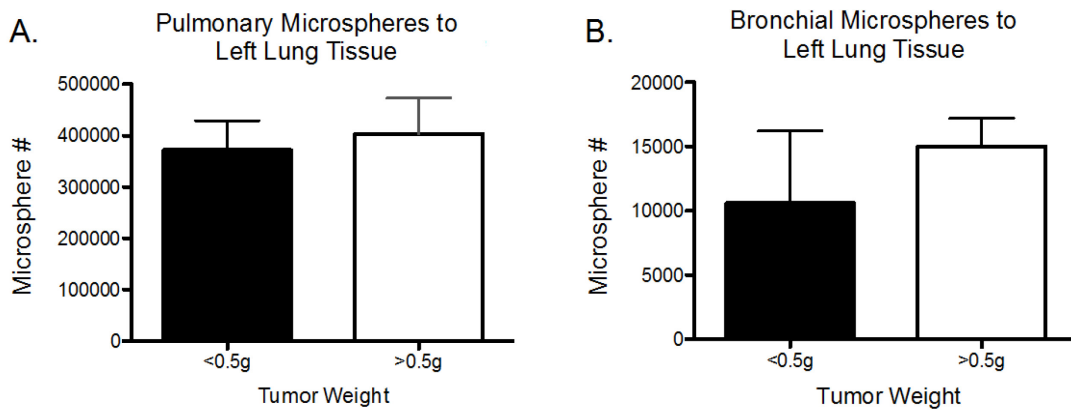 A.
Pulmonary Microspheres to
Left Lung Tissue
Microsphere #
500000
400000
300000
200000
100000
0
<0.5g
>0.5g
Tumor Weight
B.
Bronchial Microspheres to
Left Lung Tissue
Microsphere #
20000
15000
10000
5000
0
<0.5g
>0.5g
Tumor Weight